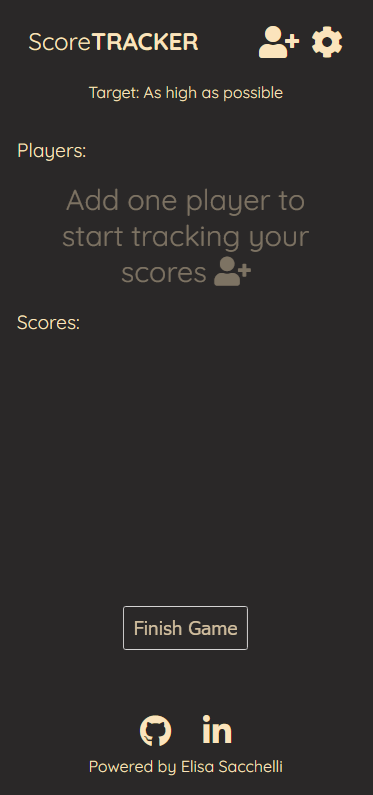 ScoreTRACKER
Target: As high as possible
Players:
Add one player to
start tracking your
scores
Scores:
Finish Game
in
Powered by Elisa Sacchelli